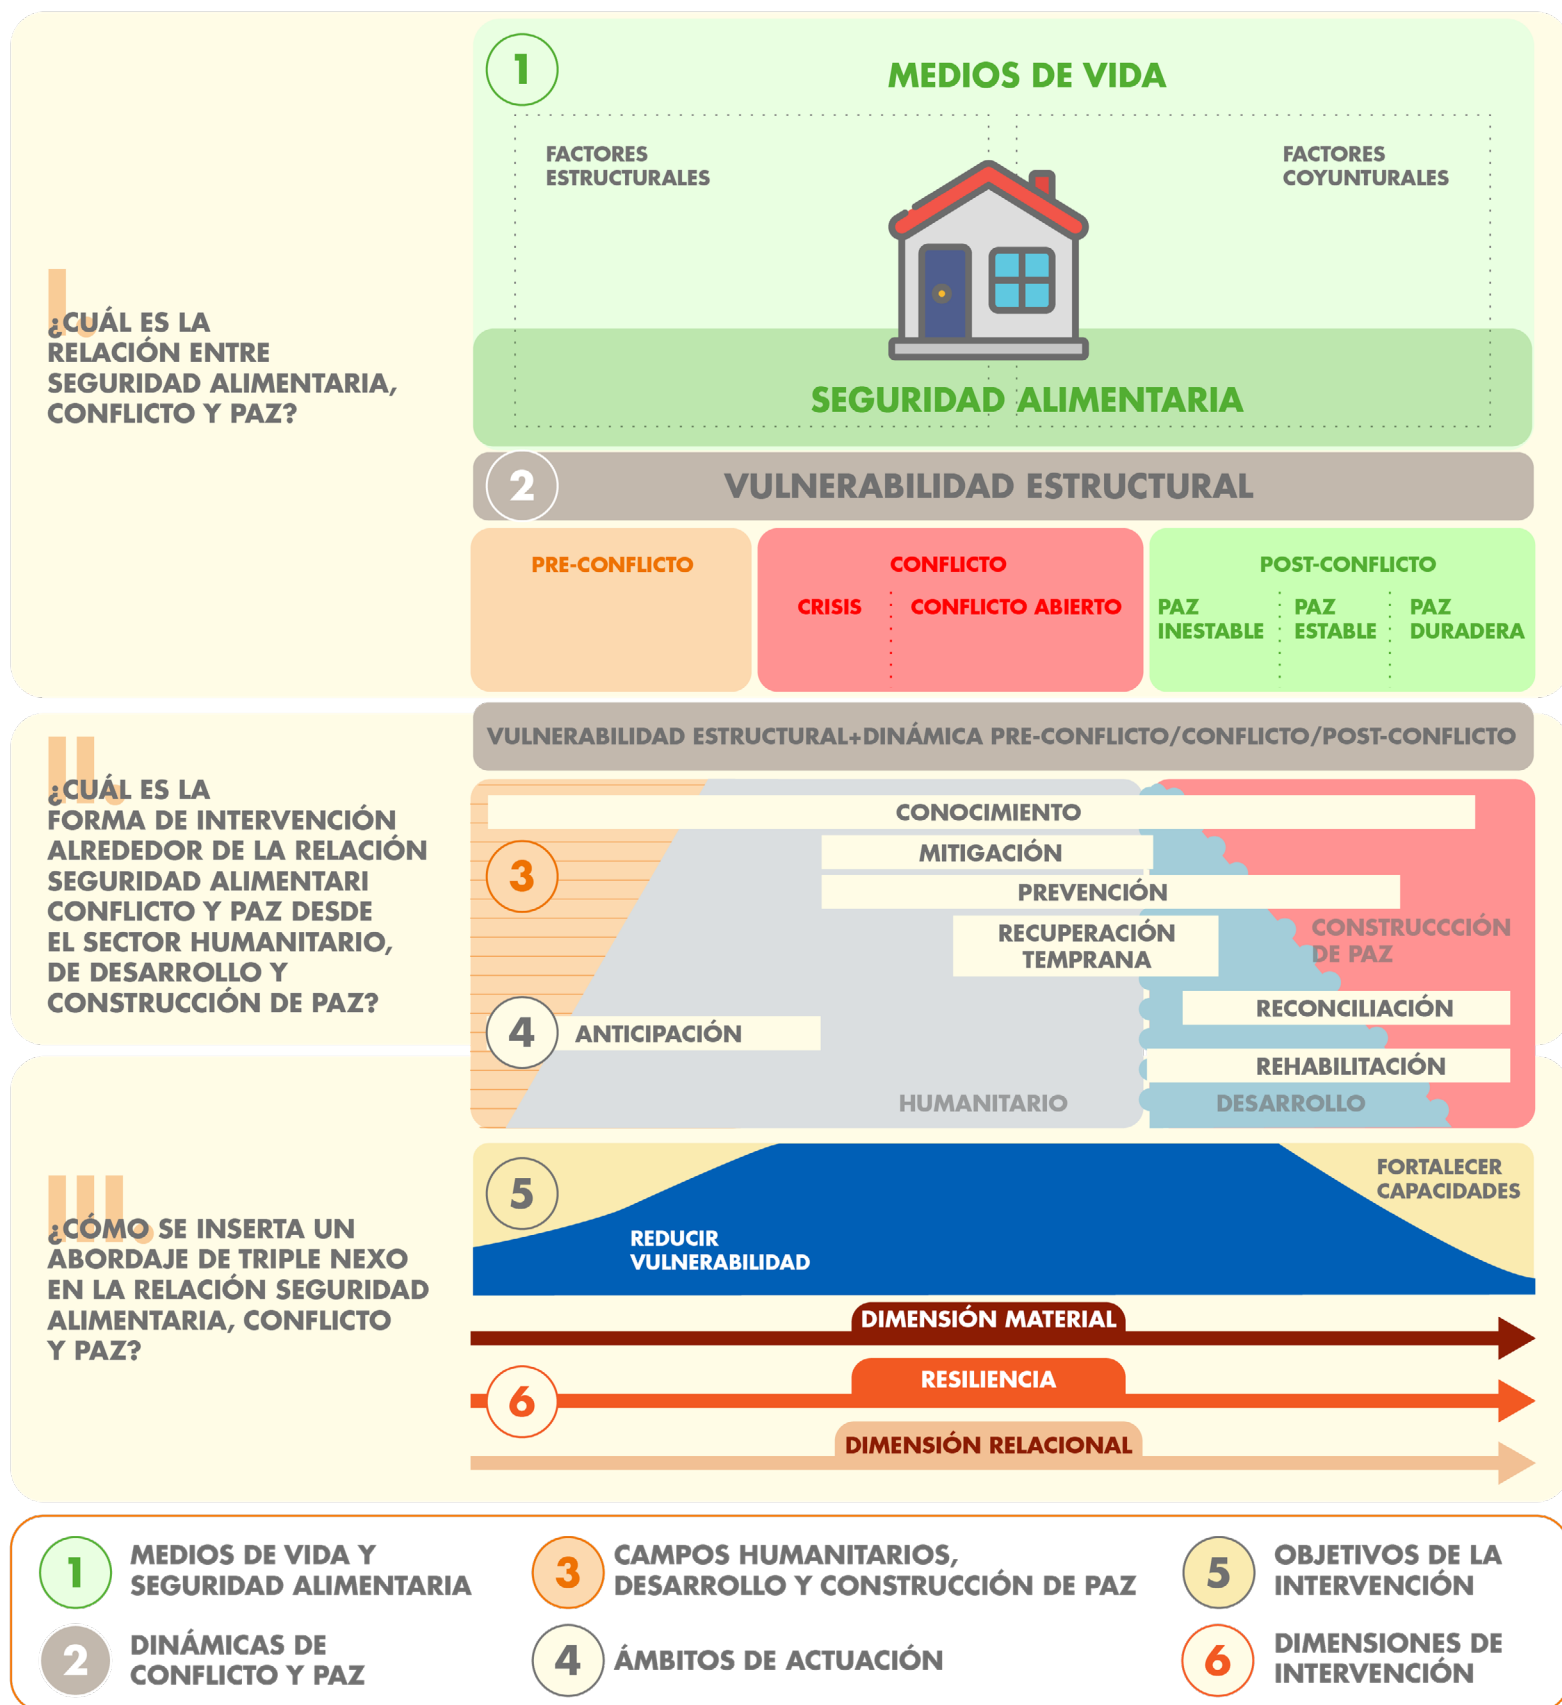 I.
¿CUÁL ES LA
RELACIÓN ENTRE
SEGURIDAD ALIMENTARIA,
CONFLICTO Y PAZ?
1
MEDIOS DE VIDA
FACTORES
ESTRUCTURALES
FACTORES
COYUNTURALES
SEGURIDAD ALIMENTARIA
2
VULNERABILIDAD ESTRUCTURAL
PRE-CONFLICTO
CONFLICTO
CRISIS
CONFLICTO ABIERTO
POST-CONFLICTO
PAZ
INESTABLE
PAZ
ESTABLE
PAZ
DURADERA
II.
¿CUÁL ES LA
FORMA DE INTERVENCIÓN
ALREDEDOR DE LA RELACIÓN
SEGURIDAD ALIMENTARI
CONFLICTO Y PAZ DESDE
EL SECTOR HUMANITARIO,
DE DESARROLLO Y
CONSTRUCCIÓN DE PAZ?
VULNERABILIDAD ESTRUCTURAL+DINÁMICA PRE-CONFLICTO/CONFLICTO/POST-CONFLICTO
CONOCIMIENTO
MITIGACIÓN
3
PREVENCIÓN
RECUPERACIÓN
TEMPRANA
CONSTRUCCCIÓN
DE PAZ
RECONCILIACIÓN
4
ANTICIPACIÓN
REHABILITACIÓN
HUMANITARIO
DESARROLLO
III.
¿CÓMO SE INSERTA UN
ABORDAJE DE TRIPLE NEXO
EN LA RELACIÓN SEGURIDAD
ALIMENTARIA, CONFLICTO
Y PAZ?
5
REDUCIR
VULNERABILIDAD
FORTALECER
CAPACIDADES
DIMENSIÓN MATERIAL
6
RESILIENCIA
DIMENSIÓN RELACIONAL
1
MEDIOS DE VIDA Y
SEGURIDAD ALIMENTARIA
2
DINÁMICAS DE
CONFLICTO Y PAZ
3
CAMPOS HUMANITARIOS,
DESARROLLO Y CONSTRUCCIÓN DE PAZ
4
ÁMBITOS DE ACTUACIÓN
5
OBJETIVOS DE LA
INTERVENCIÓN
6
DIMENSIONES DE
INTERVENCIÓN